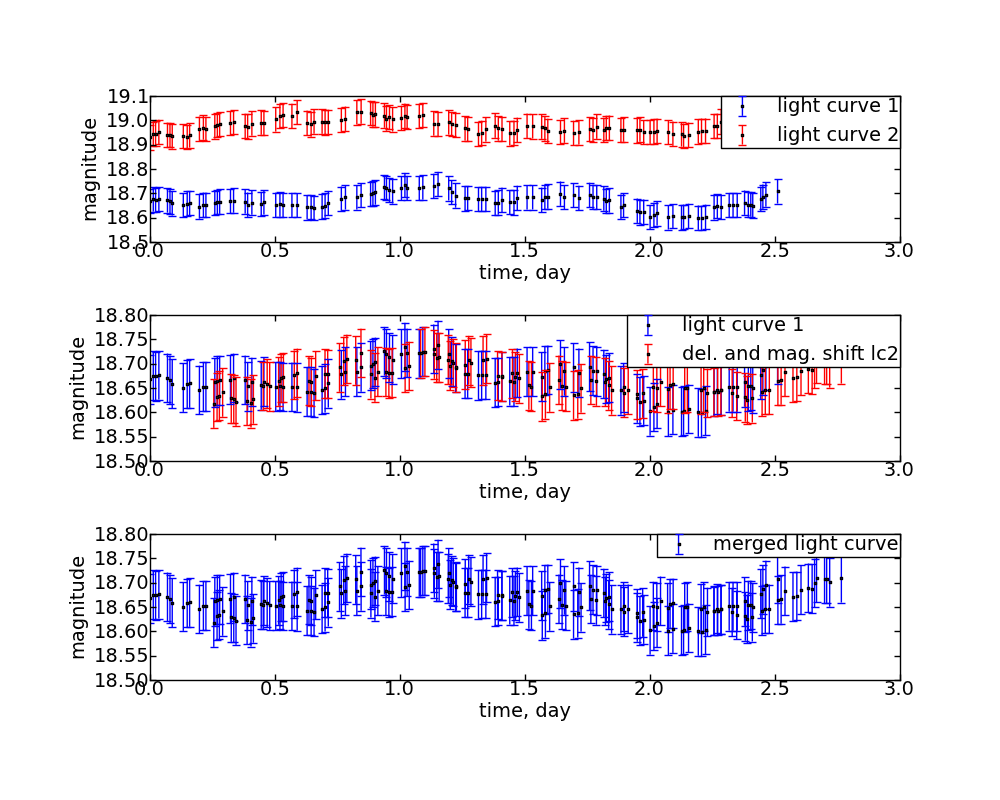 19.1
19.0
18.9
18.8
18.7
18.6
18.5
magnitude
light curve 1
light curve 2
0.0 0.5 1.0 1.5 2.0 2.5 3.0
time, day
18.80
18.75
18.70
18.65
18.60
18.55
18.50
magnitude
light curve 1
del. and mag. shift lc2
0.0 0.5 1.0 1.5 2.0 2.5 3.0
time, day
18.80
18.75
18.70
18.65
18.60
18.55
18.50
magnitude
merged light curve
0.0 0.5 1.0 1.5 2.0 2.5 3.0
time, day